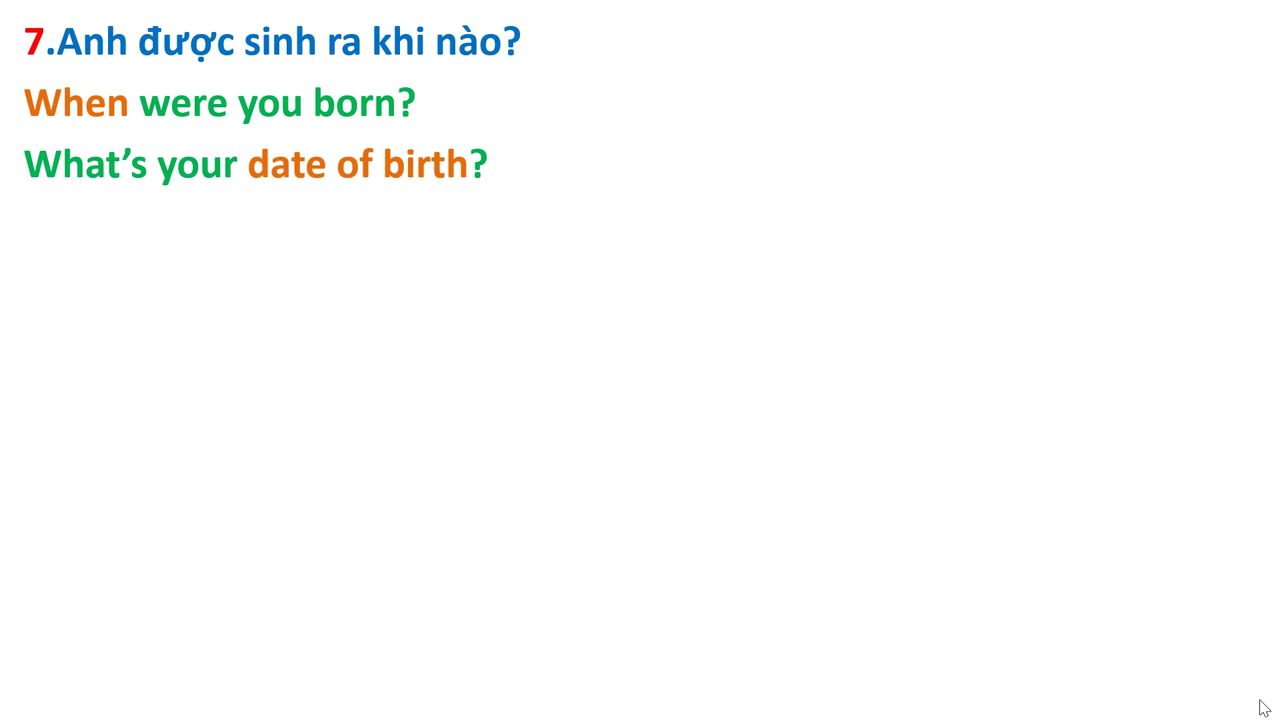 7.Anh được sinh ra khi nào?
When were you born?
What’s your date of birth?